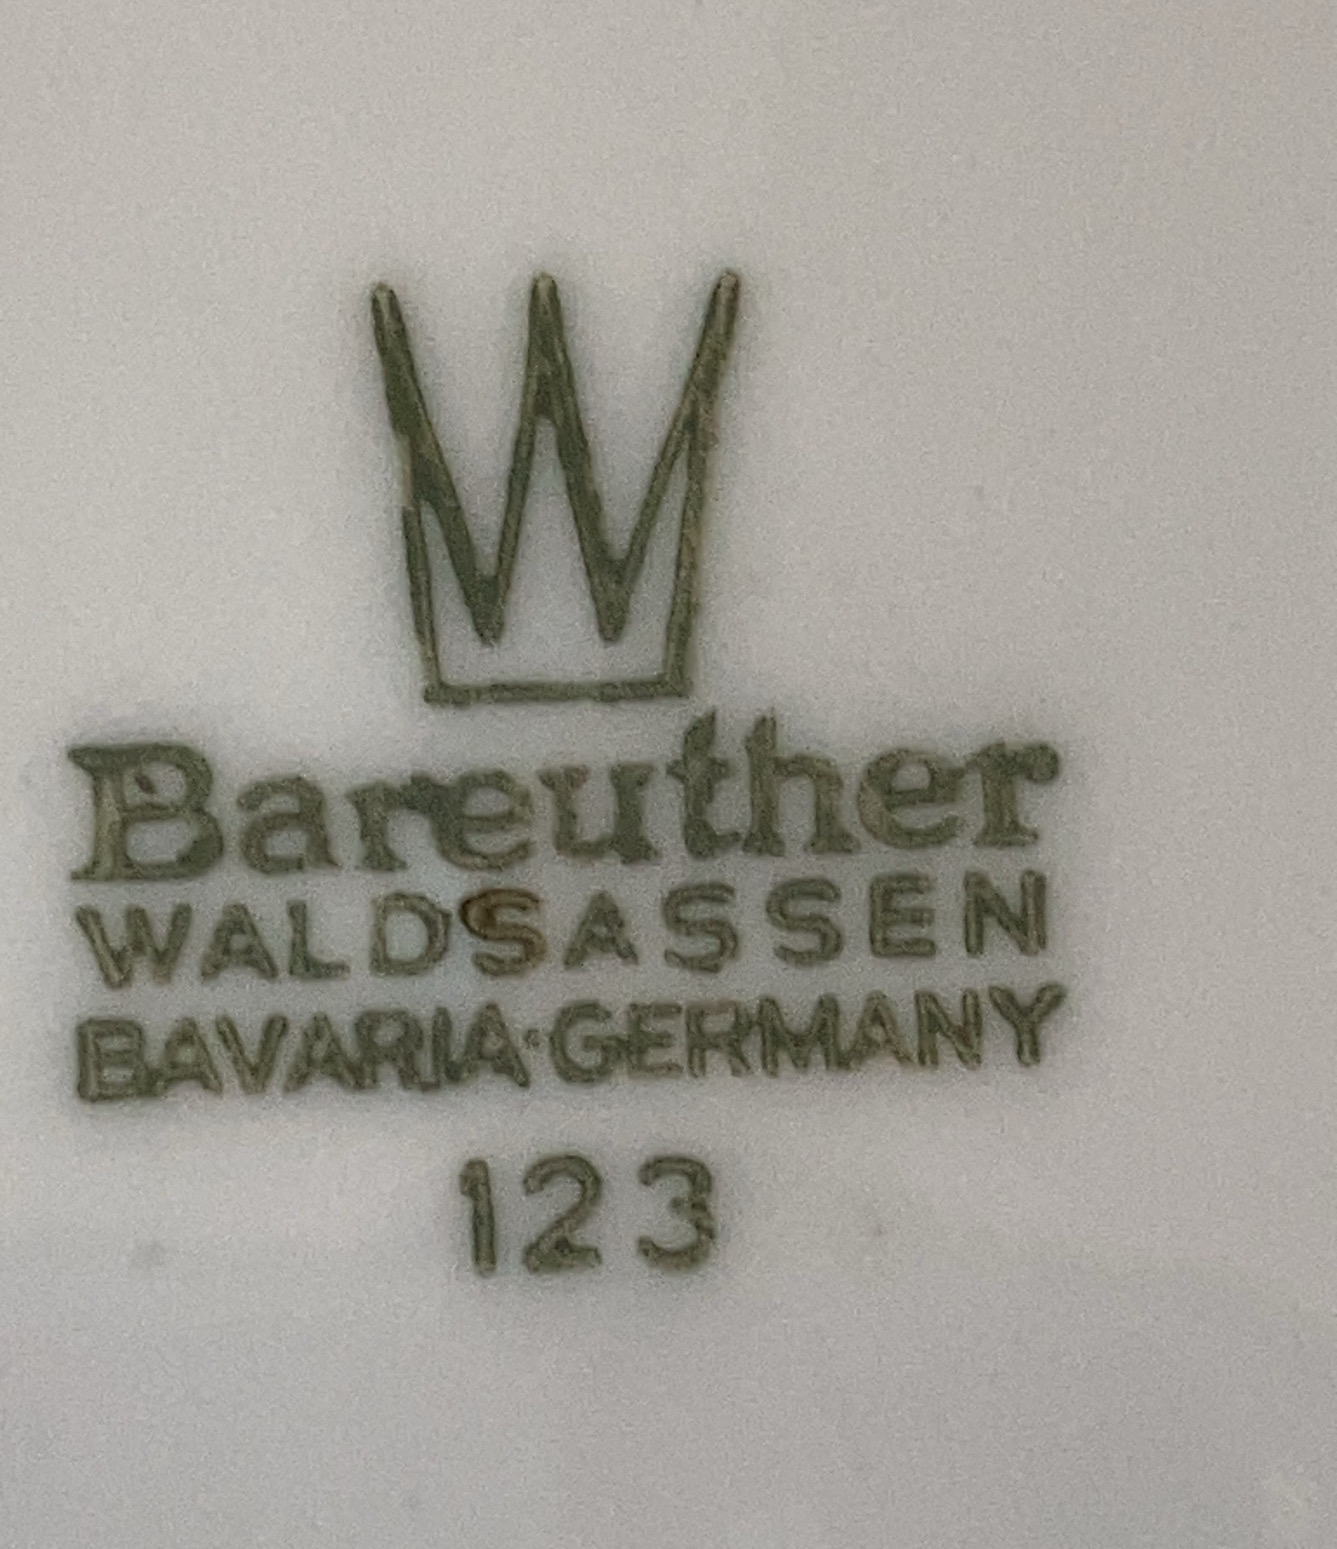 Bareuther
WALDSASSEN
BAVARIA·GERMANY
123